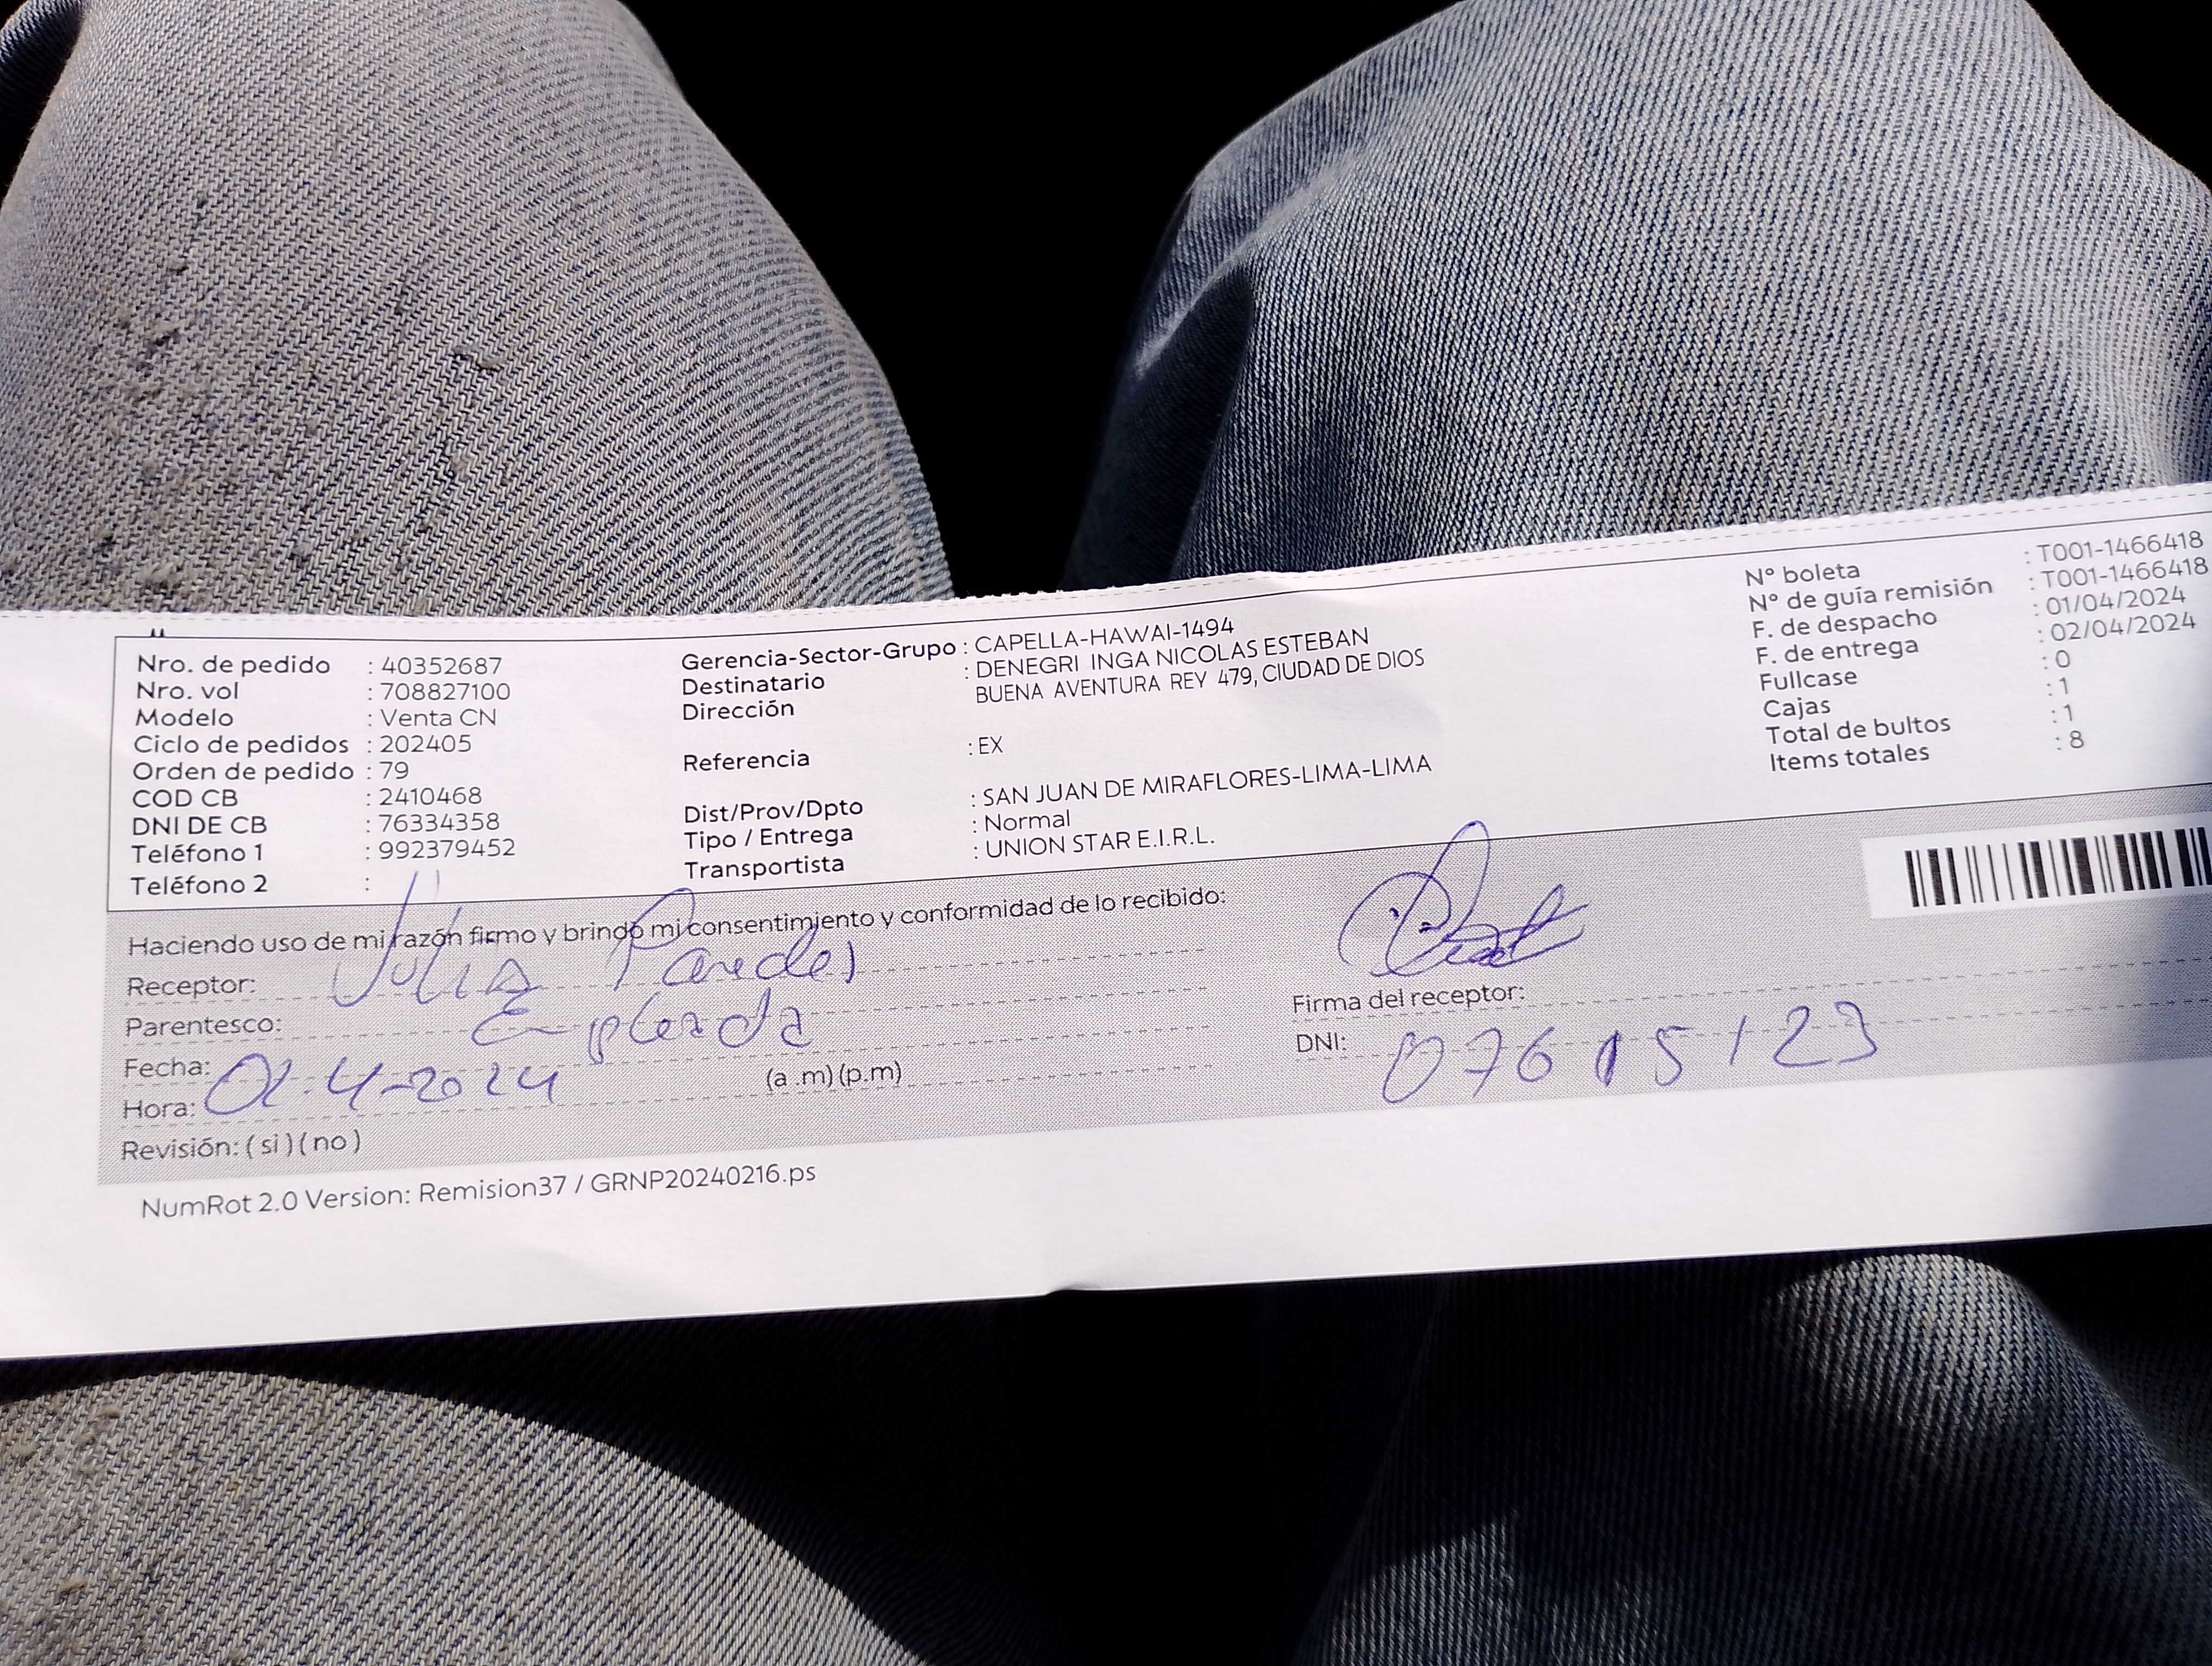 Nro. de pedido : 40352687
Nro. vol : 708827100
Modelo : Venta CN
Ciclo de pedidos : 202405
Orden de pedido : 79
COD CB : 2410468
DNI DE CB : 76334358
Teléfono 1 : 992379452
Teléfono 2 :
Gerencia-Sector-Grupo : CAPELLA-HAWAI-1494
Destinatario : DENEGRI INGA NICOLAS ESTEBAN
Dirección BUENA AVENTURA REY 479, CIUDAD DE DIOS
Referencia : EX
Dist/Prov/Dpto : SAN JUAN DE MIRAFLORES-LIMA-LIMA
Tipo / Entrega : Normal
Transportista : UNION STAR E.I.R.L.
N° boleta : T001-1466418
N° de guía remisión : T001-1466418
F. de despacho : 01/04/2024
F. de entrega : 02/04/2024
Fullcase : 0
Cajas : 1
Total de bultos : 1
Items totales : 8
Haciendo uso de mi razón firmo y brindo mi consentimiento y conformidad de lo recibido:
Receptor: Julia Paredes
Parentesco: Empleada
Fecha: 02-4-2024
Hora: (a .m) (p.m)
Revisión: ( si ) ( no )
Firma del receptor:
DNI: 07615123
NumRot 2.0 Version: Remision37 / GRNP20240216.ps